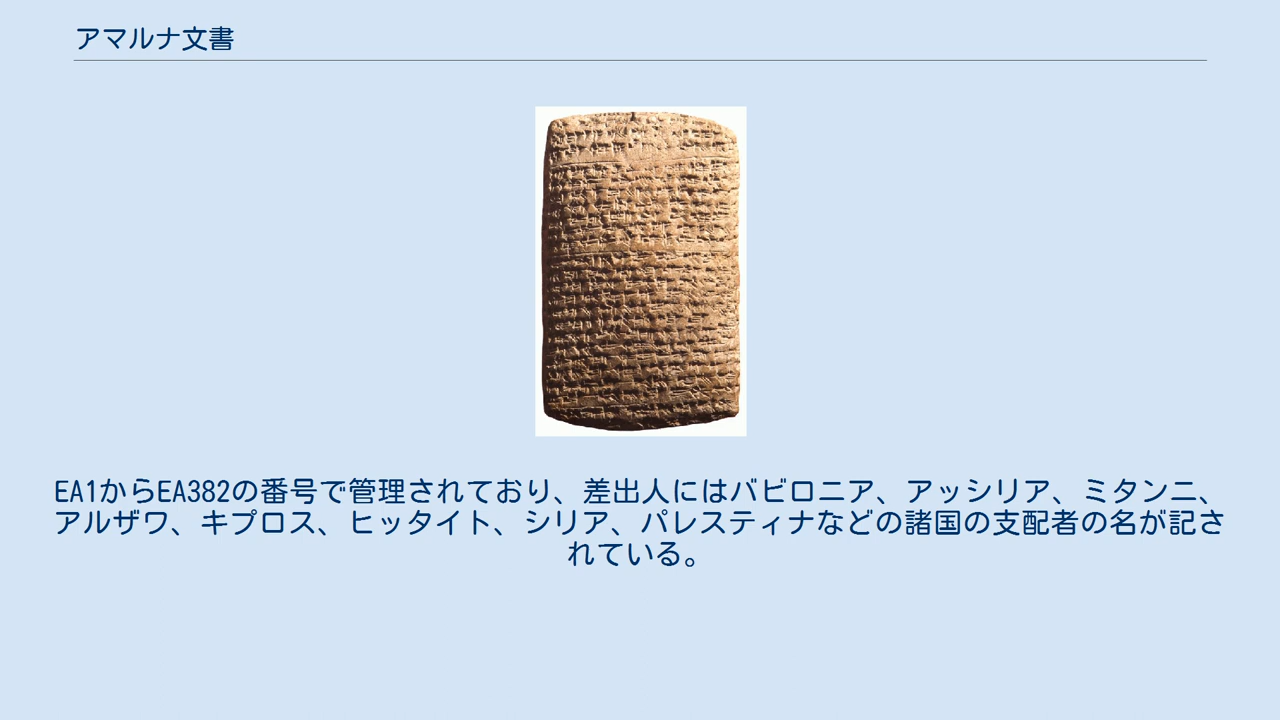 アマルナ文書
EA1からEA382の番号で管理されており、差出人にはバビロニア、アッシリア、ミタンニ、
アルザワ、キプロス、ヒッタイト、シリア、パレスティナなどの諸国の支配者の名が記さ
れている。